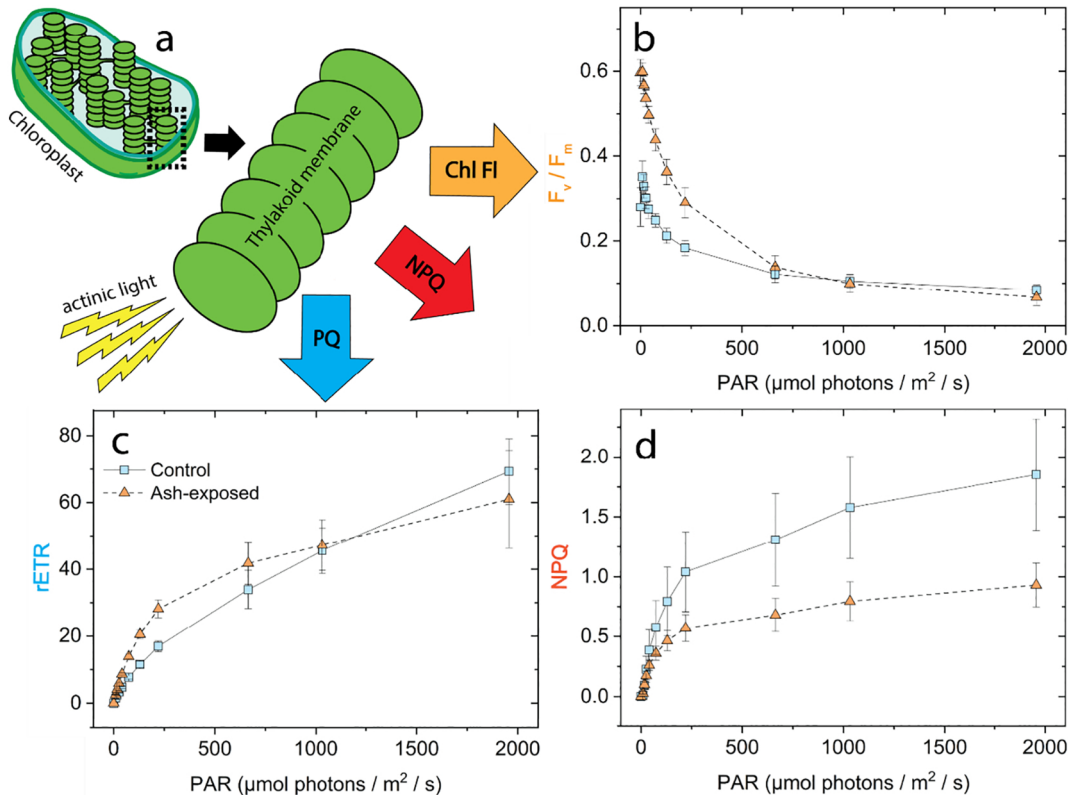 a
Chloroplast
Thylakoid membrane
actinic light
Chl Fl
NPQ
PQ
b
Fv / Fm
0.6
0.4
0.2
0.0
0 500 1000 1500 2000
PAR (µmol photons / m² / s)
c
Control
Ash-exposed
rETR
80
60
40
20
0
0 500 1000 1500 2000
PAR (µmol photons / m² / s)
d
NPQ
2.0
1.5
1.0
0.5
0.0
0 500 1000 1500 2000
PAR (µmol photons / m² / s)